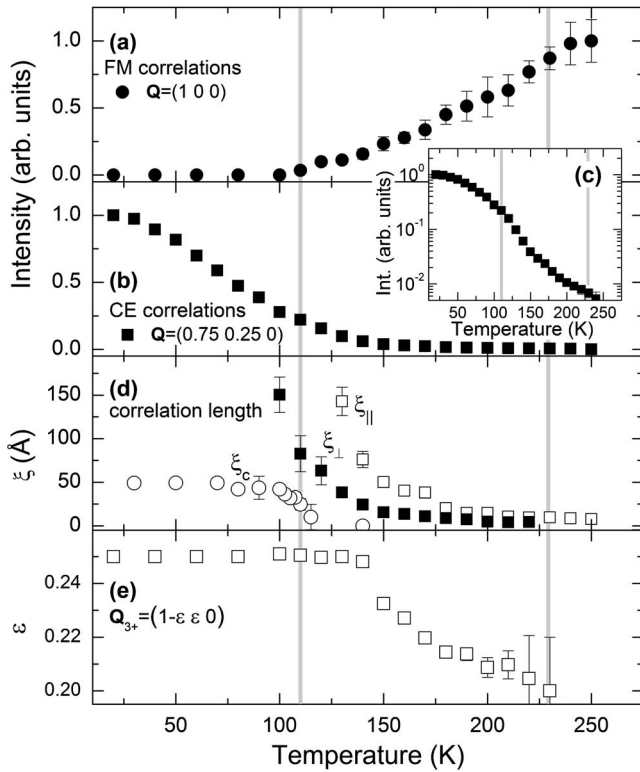 (a)
FM correlations
● Q=(1 0 0)
1.0
0.5
0.0
Intensity (arb. units)
(b)
CE correlations
■ Q=(0.75 0.25 0)
1.0
0.5
0.0
(c)
Int. (arb. units)
10⁰
10⁻¹
10⁻²
50 100 150 200 250
Temperature (K)
(d)
correlation length
ξc
ξ⊥
ξ||
150
100
50
0
ξ (Å)
(e)
Q3+=(1-ε ε 0)
0.24
0.22
0.20
ε
50 100 150 200 250
Temperature (K)